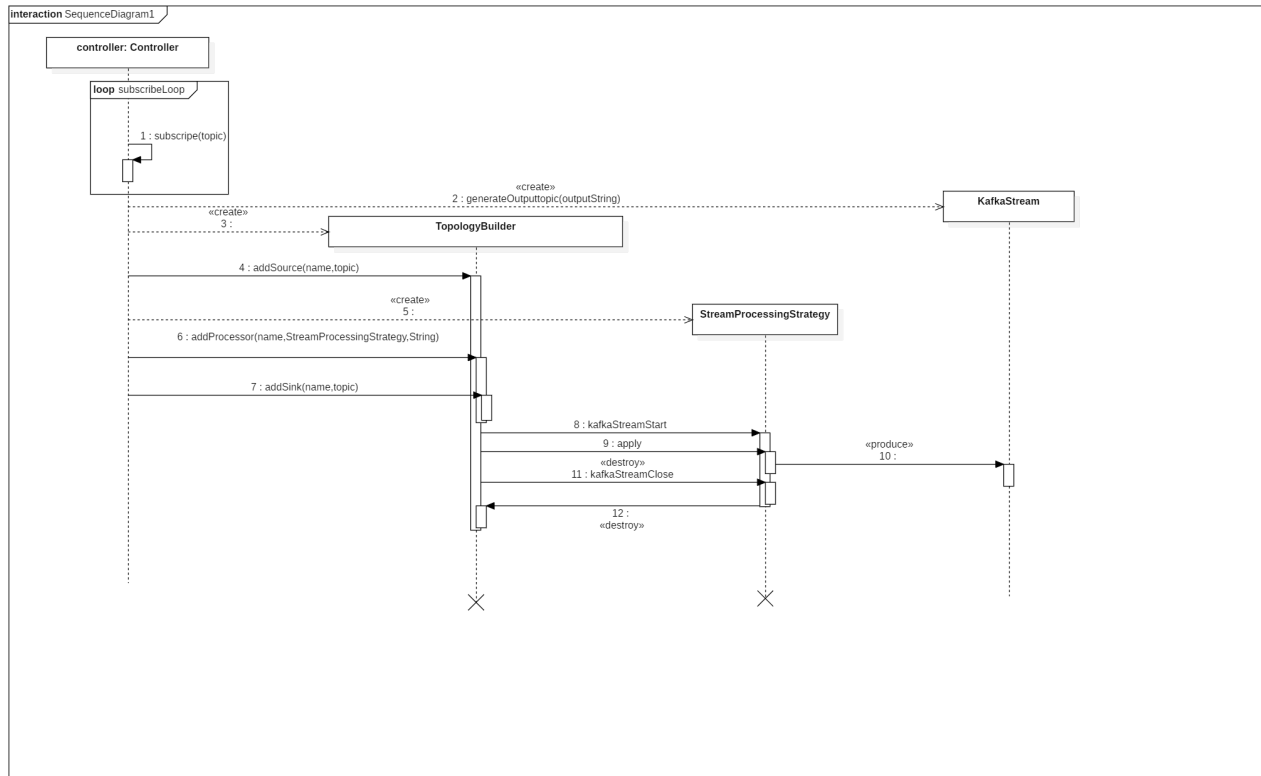 interaction SequenceDiagram1
controller: Controller
loop subscribeLoop
1 : subscripe(topic)
«create»
2 : generateOutputtopic(outputString)
KafkaStream
«create»
3 :
TopologyBuilder
4 : addSource(name,topic)
«create»
5 :
StreamProcessingStrategy
6 : addProcessor(name,StreamProcessingStrategy,String)
7 : addSink(name,topic)
8 : kafkaStreamStart
9 : apply
«produce»
10 :
«destroy»
11 : kafkaStreamClose
12 :
«destroy»